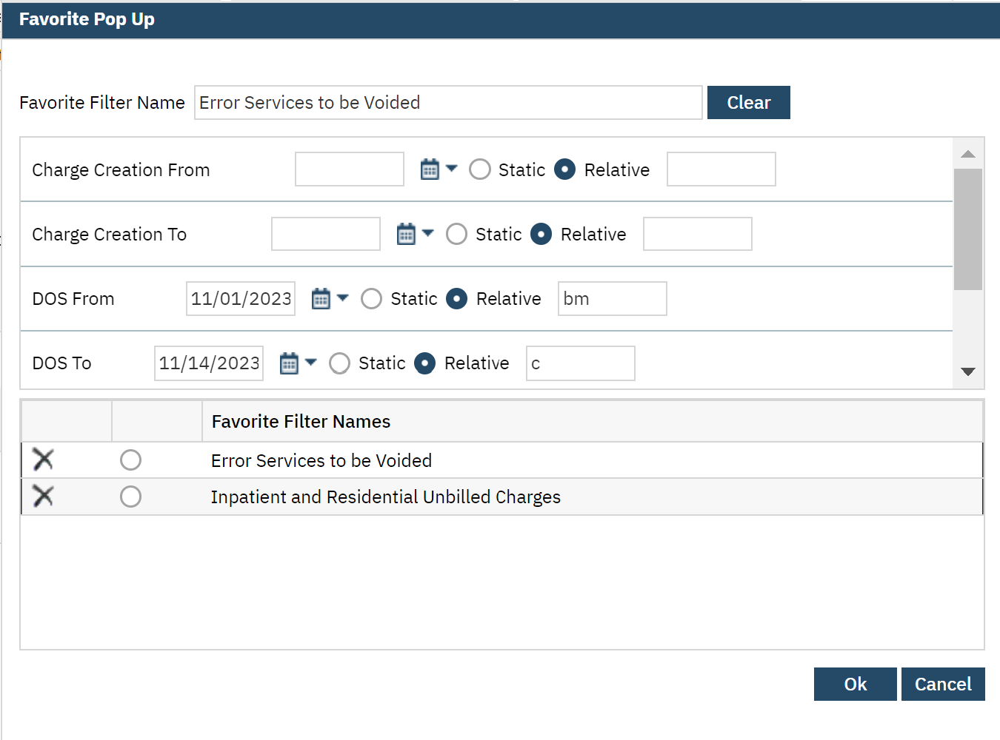 Favorite Pop Up
Favorite Filter Name Error Services to be Voided Clear
Charge Creation From Static Relative
Charge Creation To Static Relative
DOS From 11/01/2023 Static Relative bm
DOS To 11/14/2023 Static Relative c
Favorite Filter Names
Error Services to be Voided
Inpatient and Residential Unbilled Charges
Ok Cancel